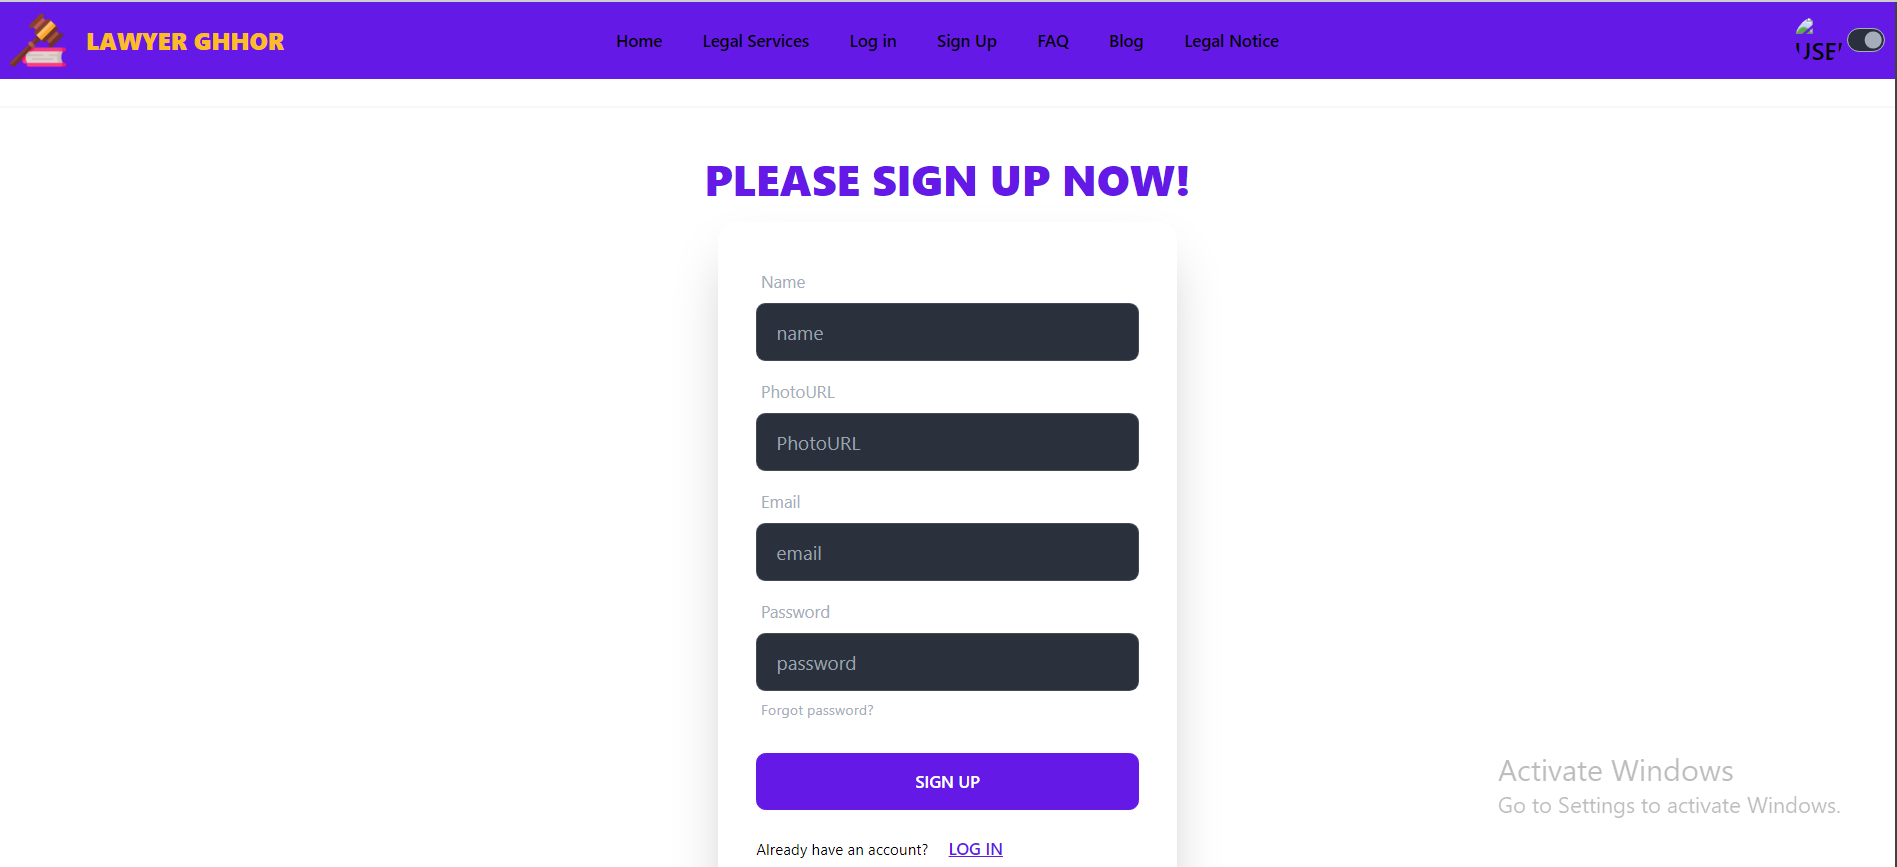 LAWYER GHHOR
Home Legal Services Log in Sign Up FAQ Blog Legal Notice
USE
PLEASE SIGN UP NOW!
Name
name
PhotoURL
PhotoURL
Email
email
Password
password
Forgot password?
SIGN UP
Already have an account? LOG IN
Activate Windows
Go to Settings to activate Windows.